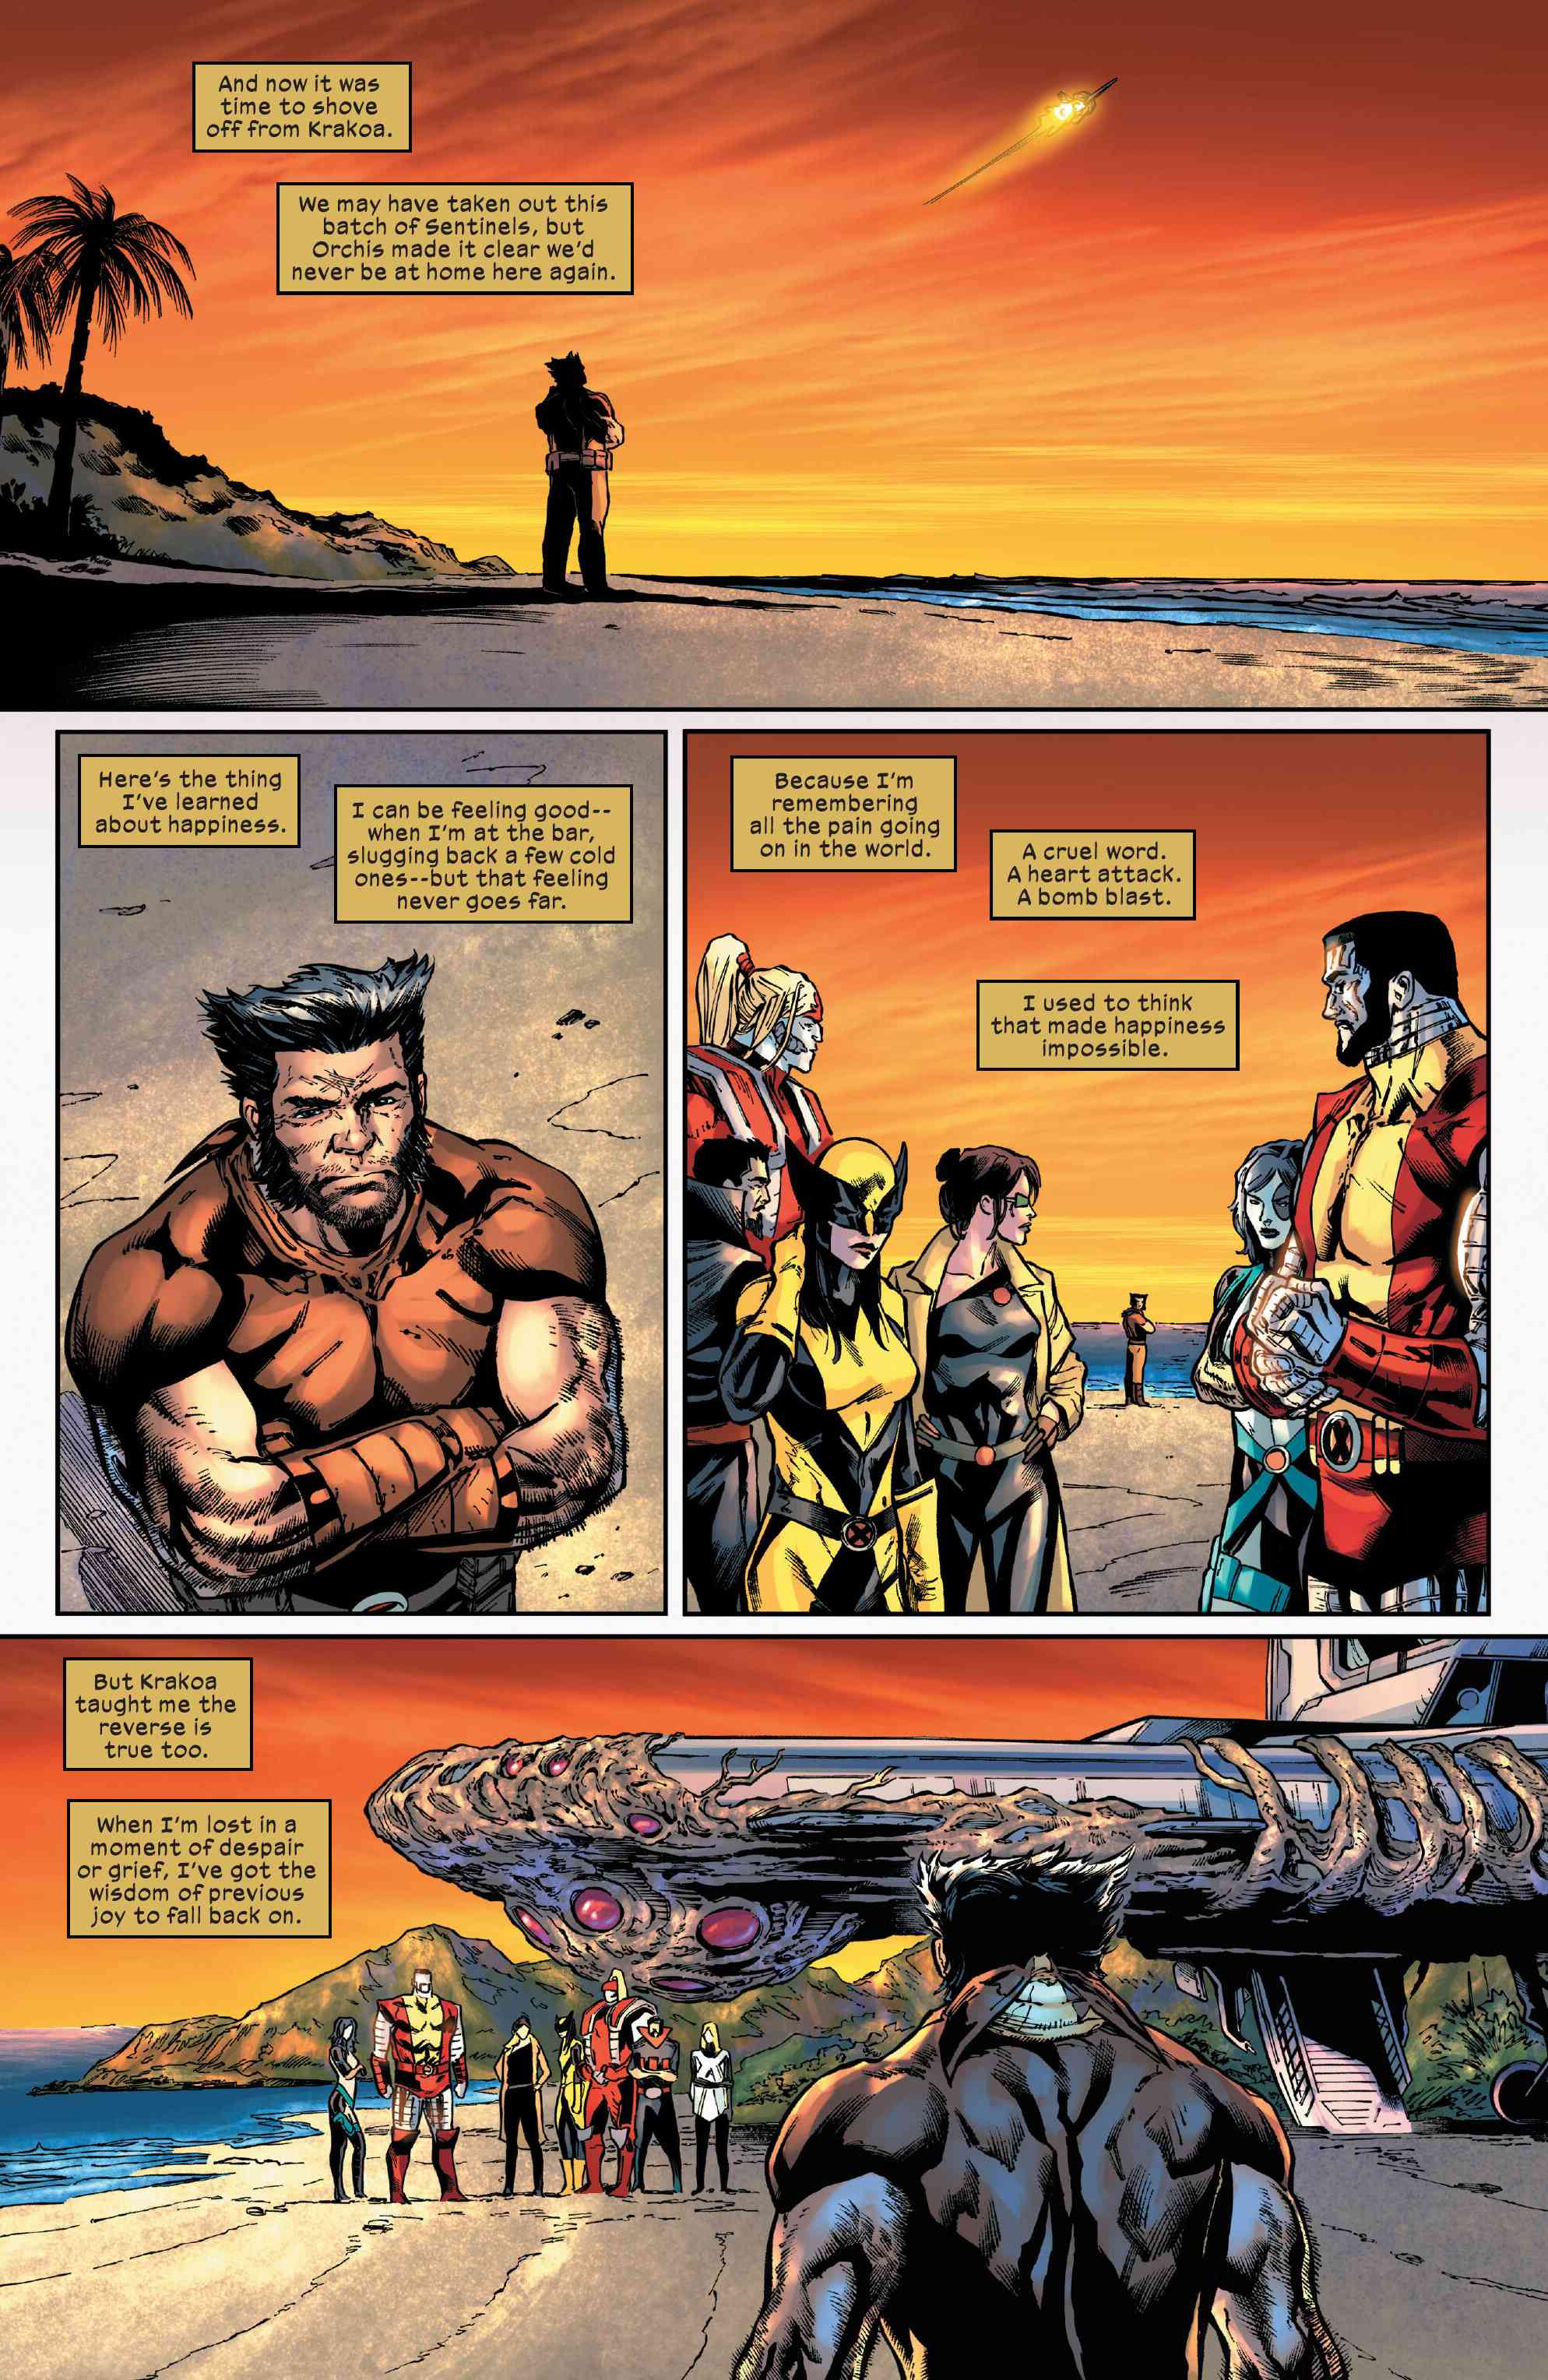 And now it was
time to shove
off from Krakoa.
We may have taken out this
batch of Sentinels, but
Orchis made it clear we'd
never be at home here again.
Here's the thing
I've learned
about happiness.
I can be feeling good--
when I'm at the bar,
slugging back a few cold
ones--but that feeling
never goes far.
Because I'm
remembering
all the pain going
on in the world.
A cruel word.
A heart attack.
A bomb blast.
I used to think
that made happiness
impossible.
But Krakoa
taught me the
reverse is
true too.
When I'm lost in a
moment of despair
or grief, I've got the
wisdom of previous
joy to fall back on.